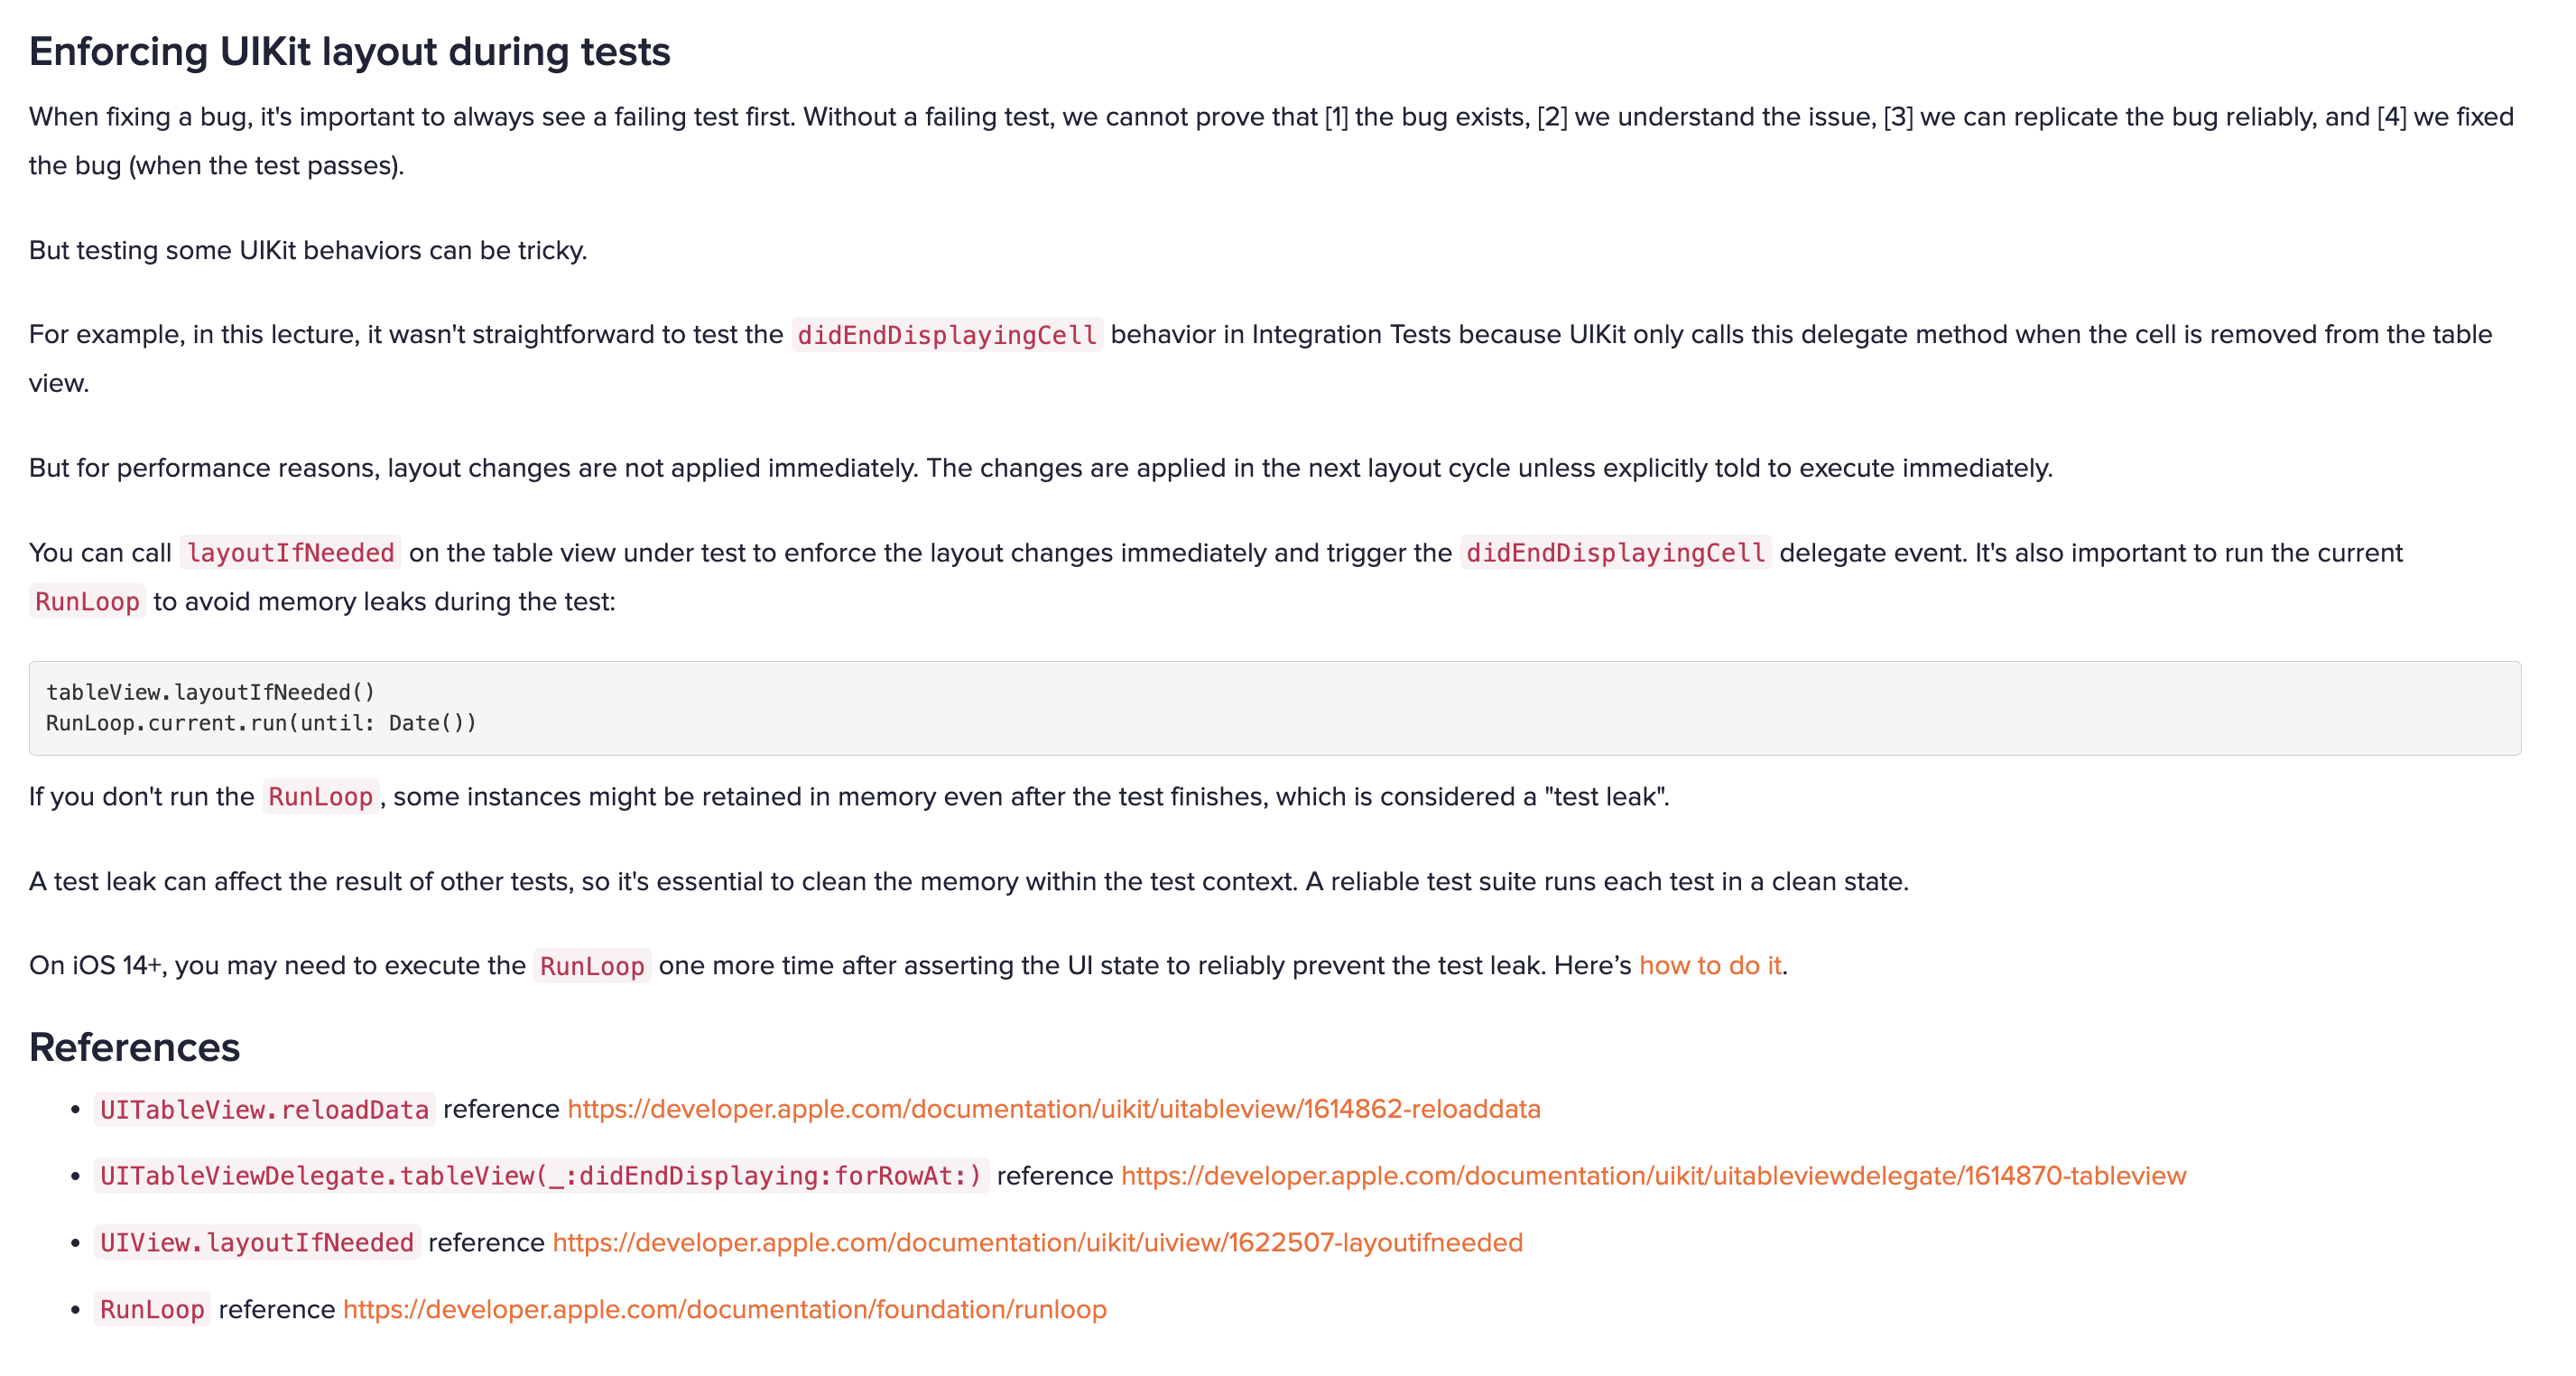 Enforcing UIKit layout during tests
When fixing a bug, it's important to always see a failing test first. Without a failing test, we cannot prove that [1] the bug exists, [2] we understand the issue, [3] we can replicate the bug reliably, and [4] we fixed
the bug (when the test passes).
But testing some UIKit behaviors can be tricky.
For example, in this lecture, it wasn't straightforward to test the didEndDisplayingCell behavior in Integration Tests because UIKit only calls this delegate method when the cell is removed from the table
view.
But for performance reasons, layout changes are not applied immediately. The changes are applied in the next layout cycle unless explicitly told to execute immediately.
You can call layoutIfNeeded on the table view under test to enforce the layout changes immediately and trigger the didEndDisplayingCell delegate event. It's also important to run the current
RunLoop to avoid memory leaks during the test:
tableView.layoutIfNeeded()
RunLoop.current.run(until: Date())
If you don't run the RunLoop, some instances might be retained in memory even after the test finishes, which is considered a "test leak".
A test leak can affect the result of other tests, so it's essential to clean the memory within the test context. A reliable test suite runs each test in a clean state.
On iOS 14+, you may need to execute the RunLoop one more time after asserting the UI state to reliably prevent the test leak. Here’s how to do it.
References
• UITableView.reloadData reference https://developer.apple.com/documentation/uikit/uitableview/1614862-reloaddata
• UITableViewDelegate.tableView(_:didEndDisplaying:forRowAt:) reference https://developer.apple.com/documentation/uikit/uitableviewdelegate/1614870-tableview
• UIView.layoutIfNeeded reference https://developer.apple.com/documentation/uikit/uiview/1622507-layoutifneeded
• RunLoop reference https://developer.apple.com/documentation/foundation/runloop